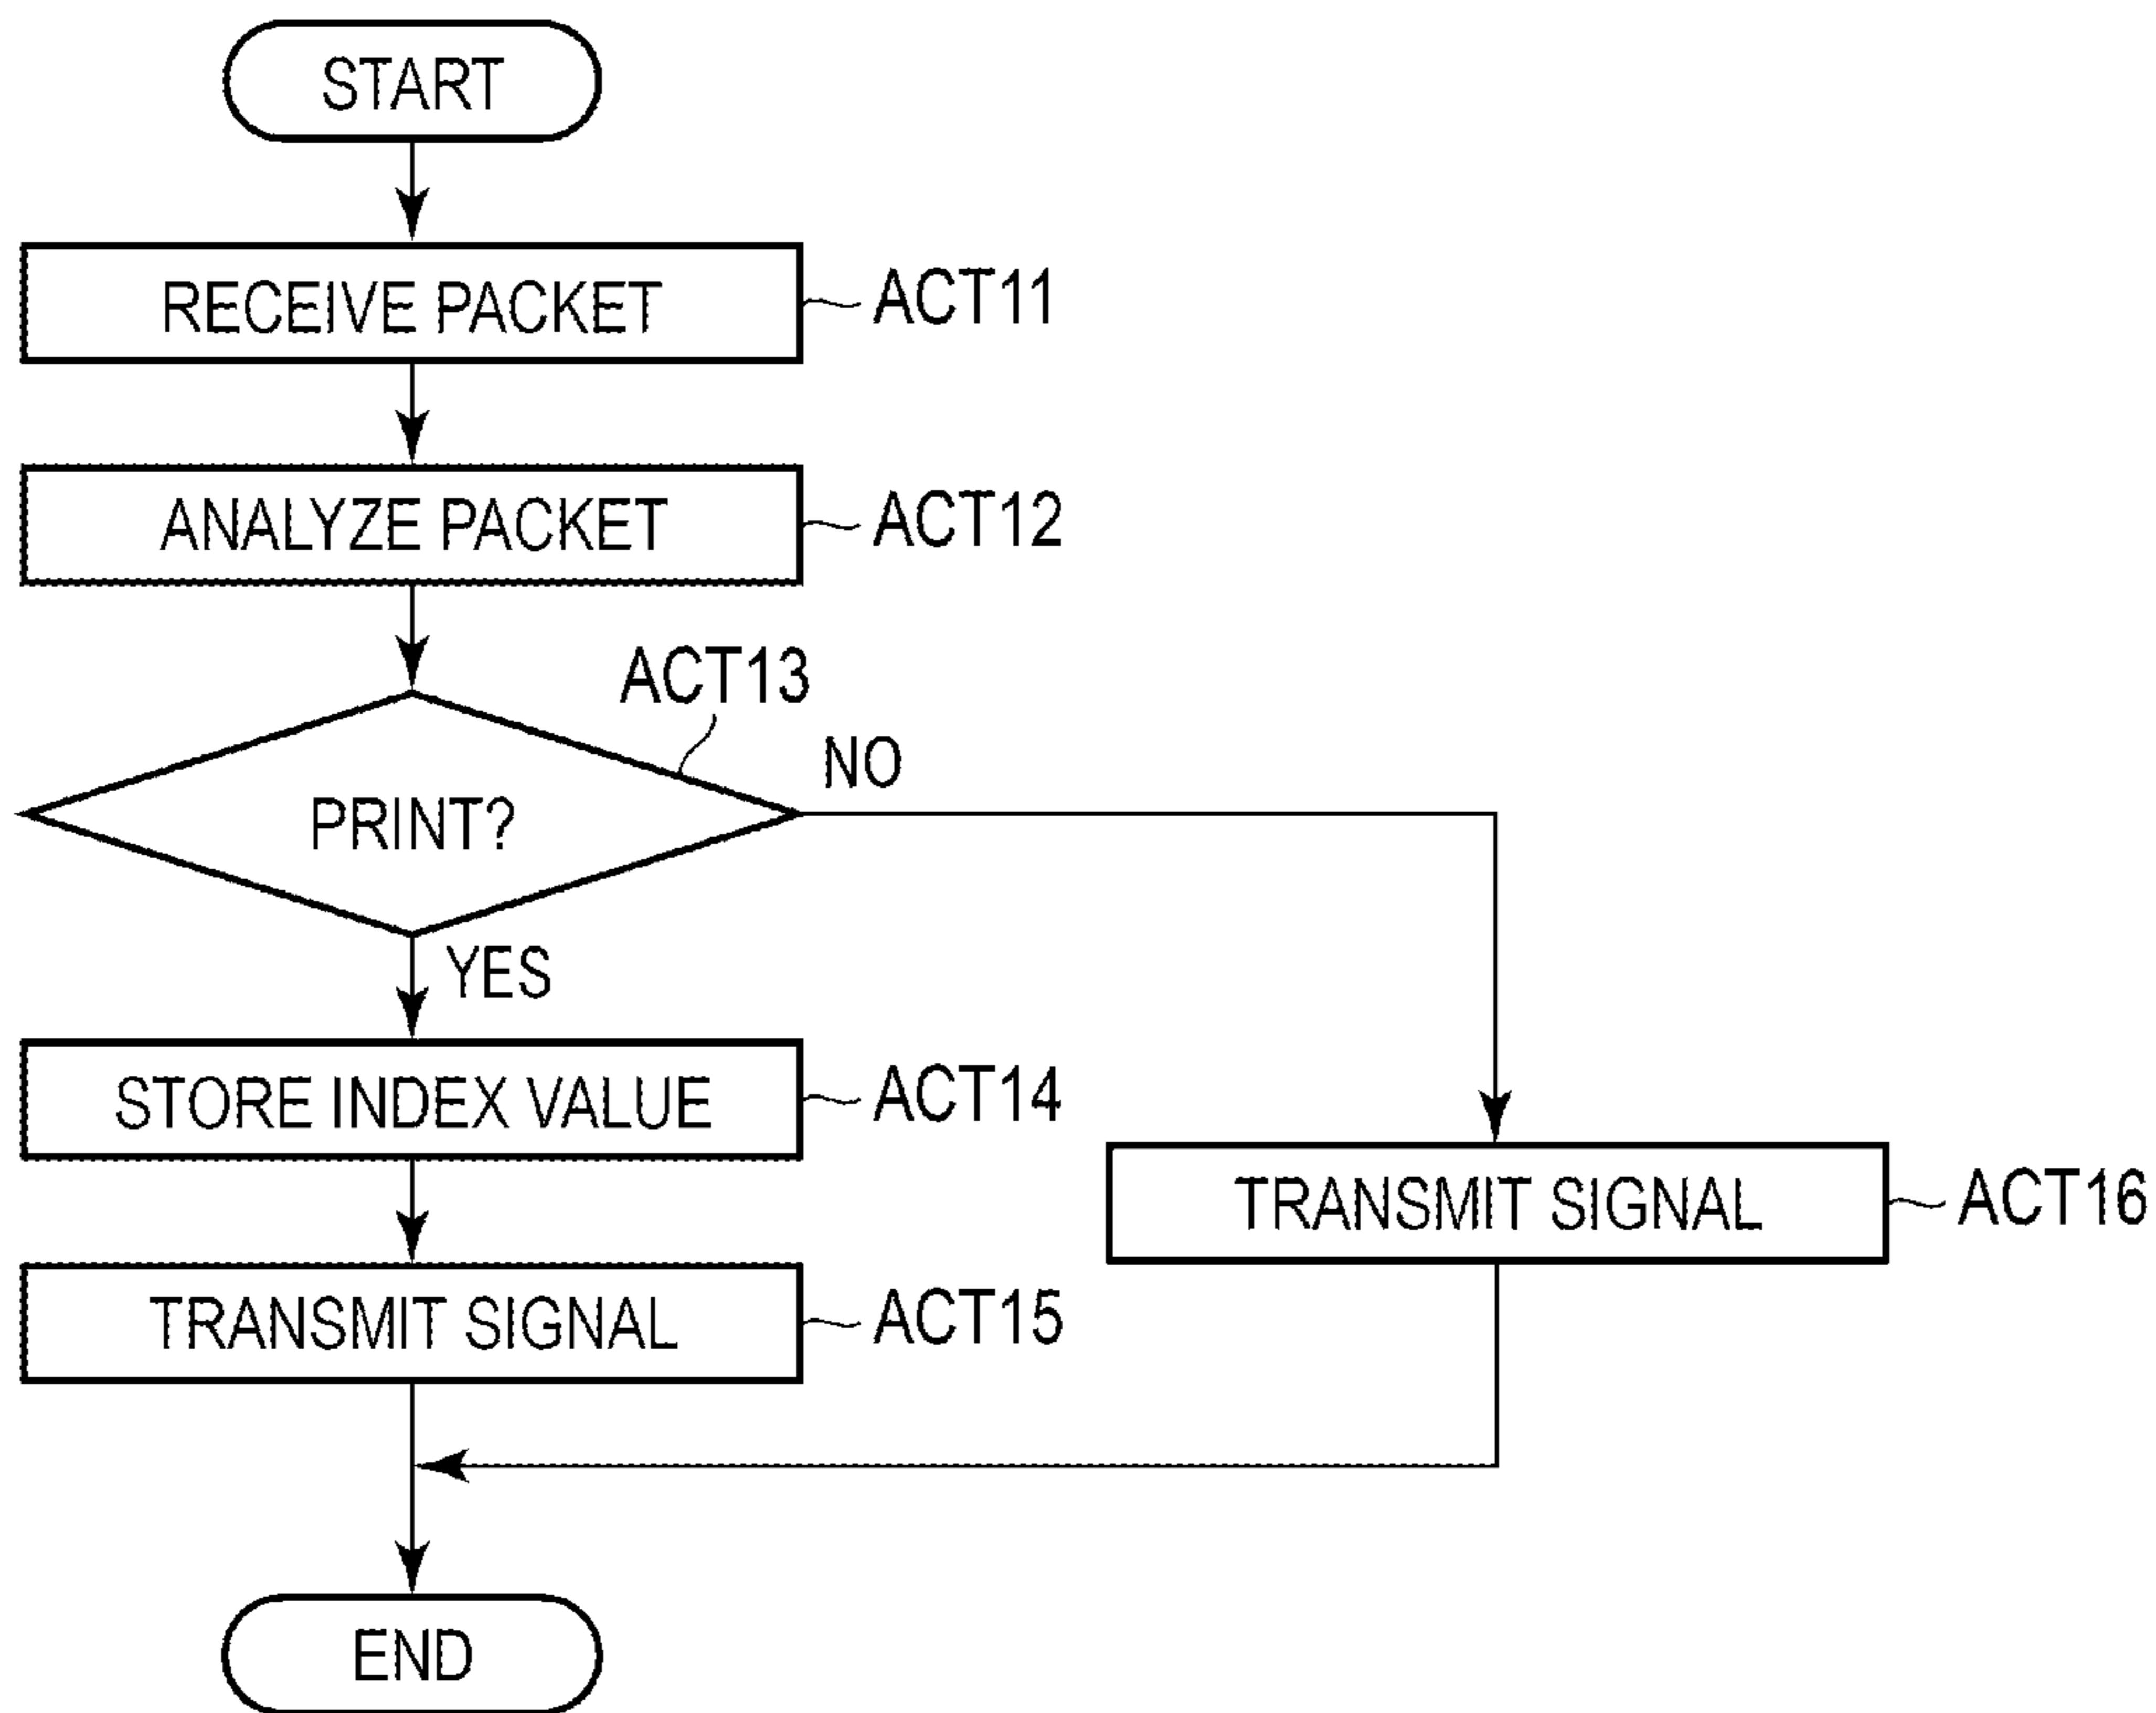 START
RECEIVE PACKET
ACT11
ANALYZE PACKET
ACT12
ACT13
NO
PRINT?
YES
STORE INDEX VALUE
ACT14
TRANSMIT SIGNAL
ACT16
TRANSMIT SIGNAL
ACT15
END